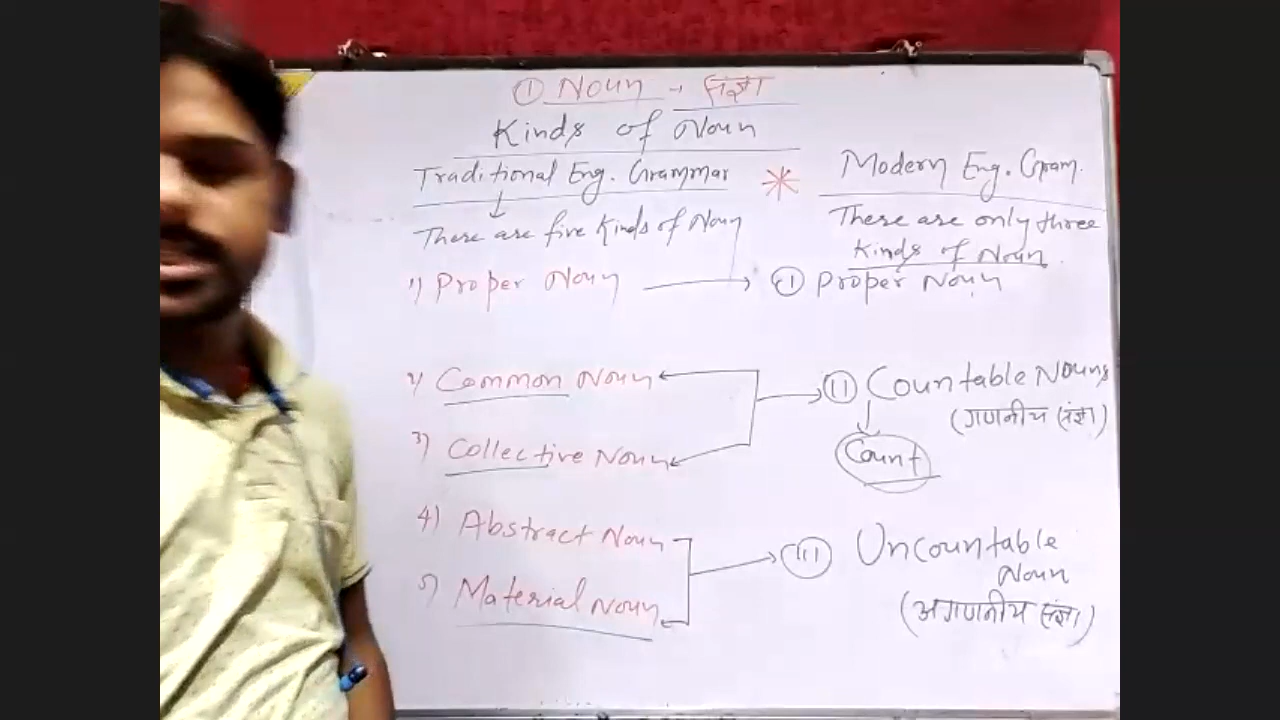 ① Noun → संज्ञा
Kinds of Noun
Traditional Eng. Grammar
There are five Kinds of Noun
1) Proper Noun
2) Common Noun
3) Collective Noun
4) Abstract Noun
5) Material Noun
Modern Eng. Gram.
There are only three
Kinds of Noun.
① Proper Noun
II Countable Nouns
(गणनीय संज्ञा)
Count
III Uncountable
Noun
(अगणनीय संज्ञा)